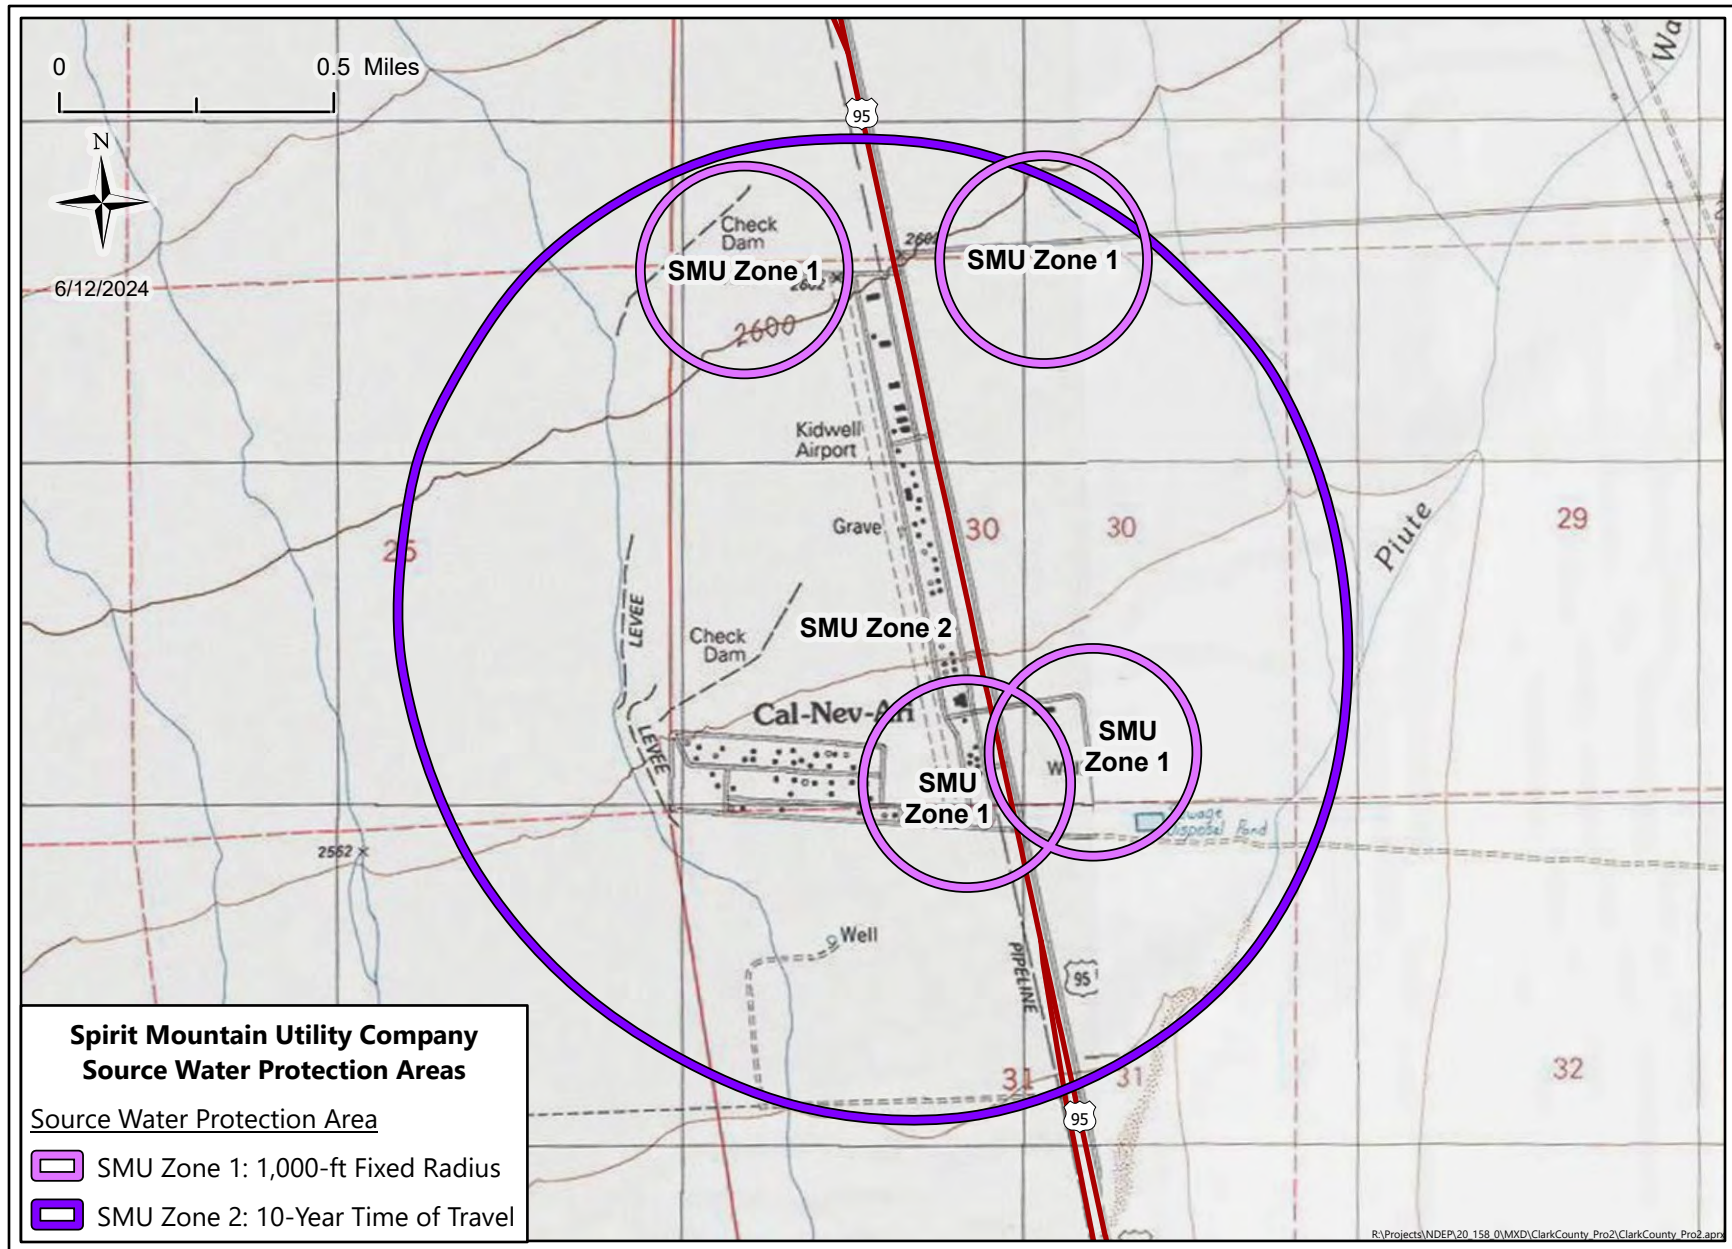 0 0.5 Miles
N
6/12/2024
95
Wa
Check
Dam
SMU Zone 1
SMU Zone 1
2602
2600
Kidwell
Airport
Grave
25
30
30
29
Piute
LEVEE
SMU Zone 2
Check
Dam
Cal-Nev-Ari
LEVEE
SMU
Zone 1
SMU
Zone 1
Disposal Pond
2562
Well
PIPELINE
95
31
31
32
95
Spirit Mountain Utility Company
Source Water Protection Areas
Source Water Protection Area
SMU Zone 1: 1,000-ft Fixed Radius
SMU Zone 2: 10-Year Time of Travel
R:\Projects\NDEP\20_158_0\MXD\ClarkCounty_Pro2\ClarkCounty_Pro2.aprx